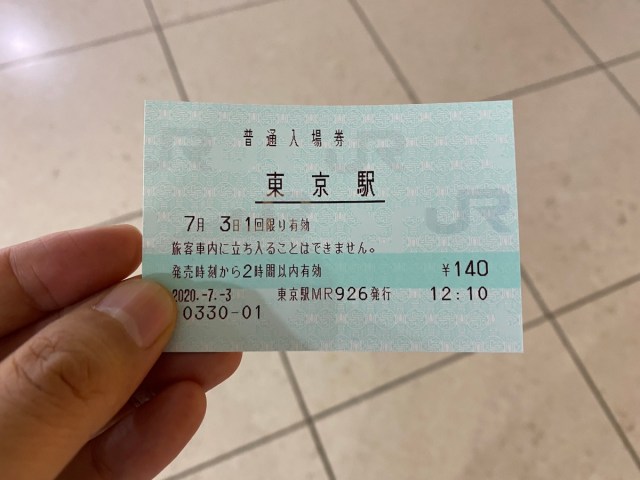 普通入場券
東京駅
7月 3日1回限り有効
旅客車内に立ち入ることはできません。
発売時刻から2時間以内有効 ¥140
2020.-7.-3 東京駅MR926発行 12:10
0330-01
JR